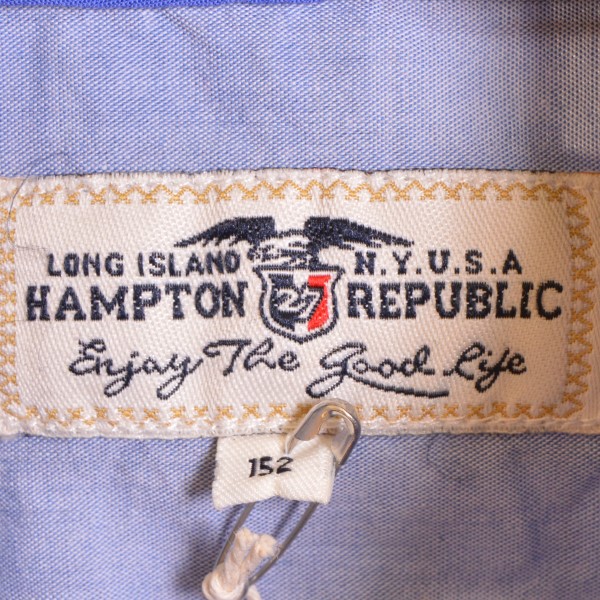 LONG ISLAND N.Y.U.S.A
HAMPTON 27 REPUBLIC
Enjoy The Good Life
152